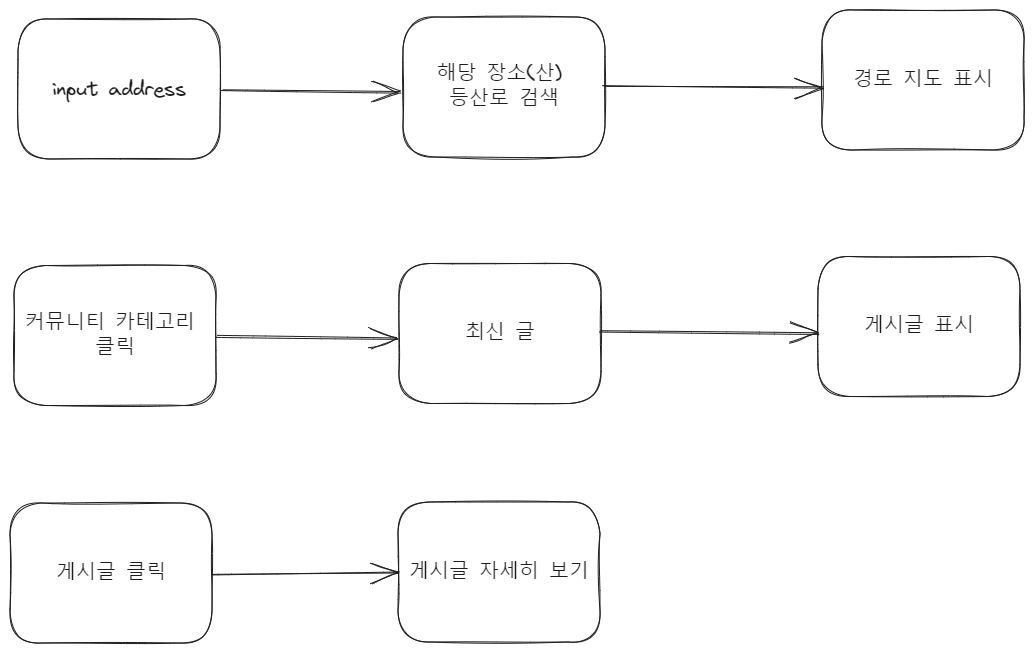 input address
해당 장소(산)
등산로 검색
경로 지도 표시
커뮤니티 카테고리
클릭
최신 글
게시글 표시
게시글 클릭
게시글 자세히 보기